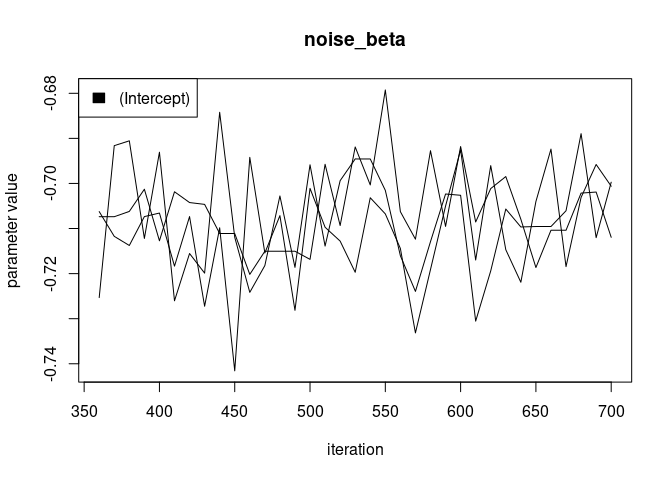 noise_beta
(Intercept)
parameter value
-0.68
-0.70
-0.72
-0.74
350 400 450 500 550 600 650 700
iteration